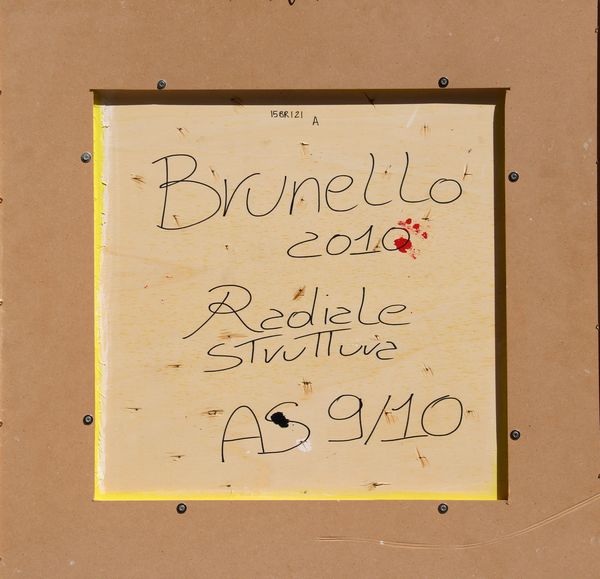 15BR121 A
Brunello
2010
Radiale
struttura
AS 9/10